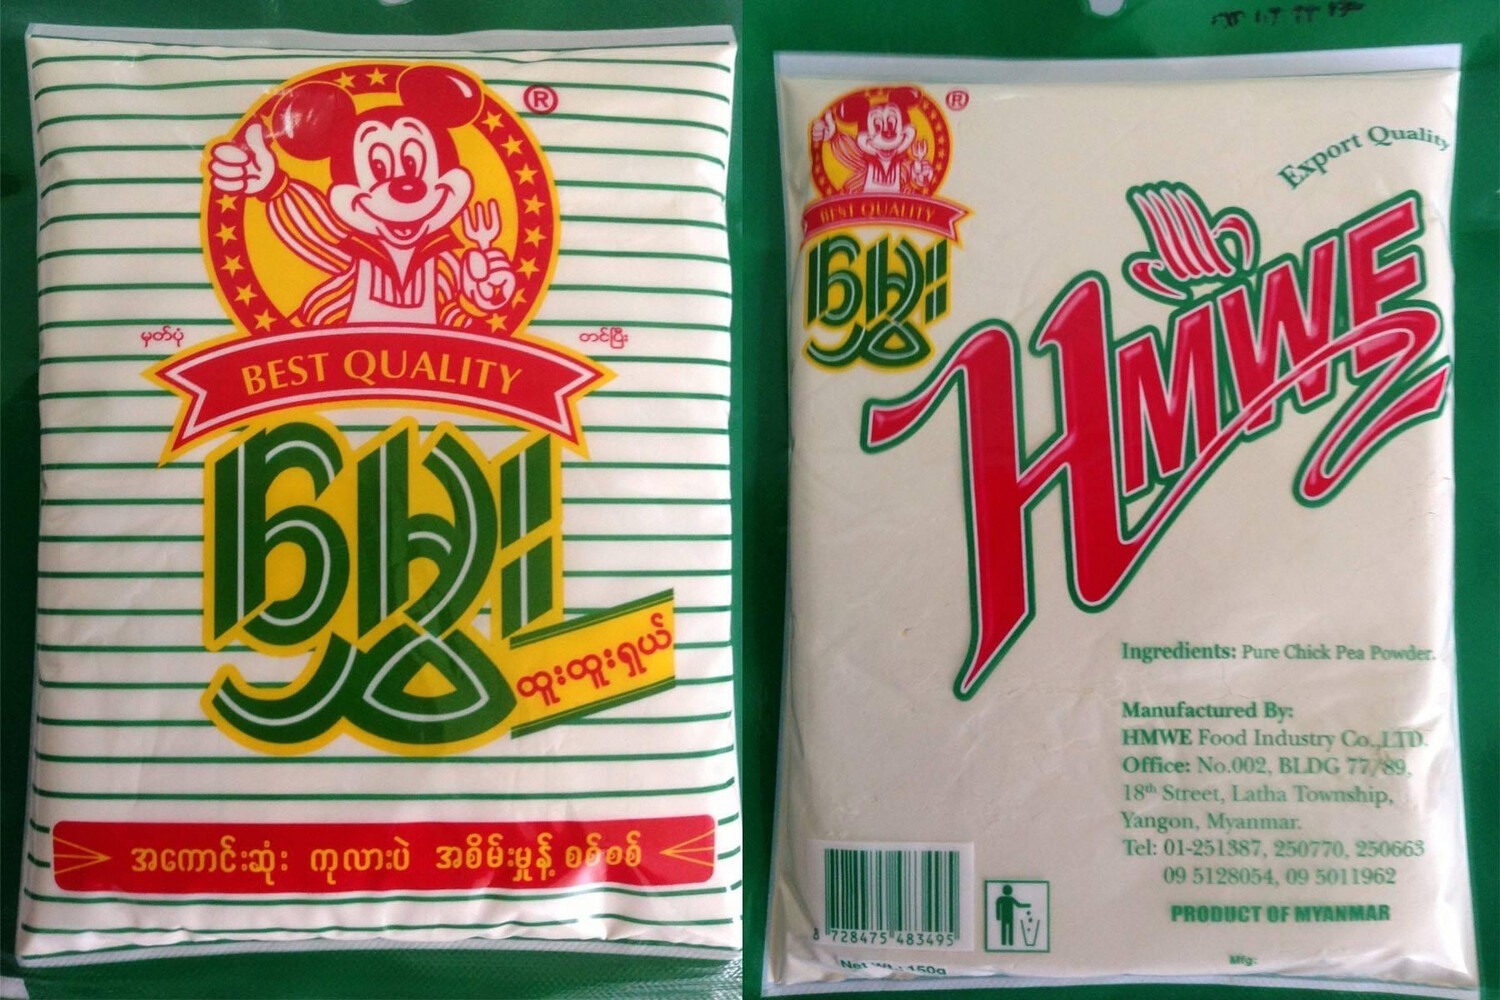 ®
မှတ်ပုံ တင်ပြီး
BEST QUALITY
မွှေး
ထူးထူးရှယ်
အကောင်းဆုံး ကုလားပဲ အစိမ်းမှုန့် စစ်စစ်
®
BEST QUALITY
မွှေး
Export Quality
HMWE
Ingredients: Pure Chick Pea Powder.
Manufactured By:
HMWE Food Industry Co.,LTD.
Office: No.002, BLDG 77/89,
18th Street, Latha Township,
Yangon, Myanmar.
Tel: 01-251387, 250770, 250663
09 5128054, 09 5011962
PRODUCT OF MYANMAR
8 728475 483495
Net Wt.: 150g
Mfg: